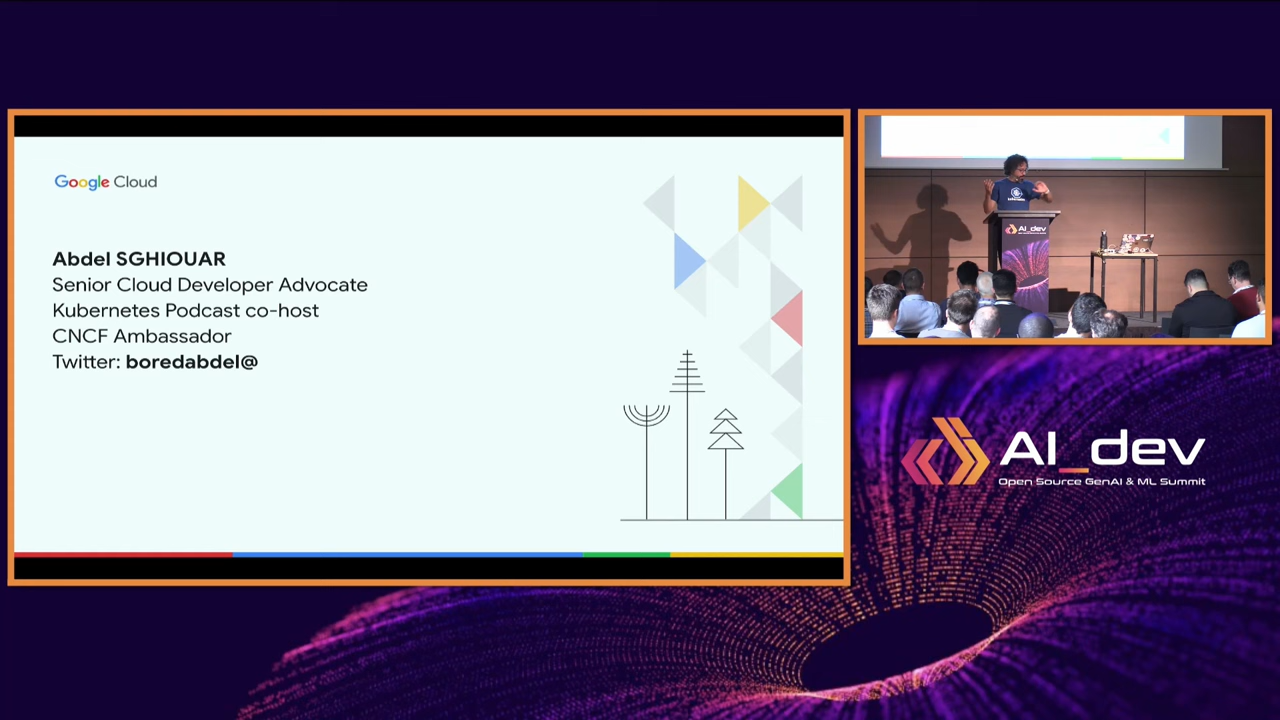 Google Cloud
Abdel SGHIOUAR
Senior Cloud Developer Advocate
Kubernetes Podcast co-host
CNCF Ambassador
Twitter: boredabdel@
AI_dev
AI_dev
Open Source GenAI & ML Summit